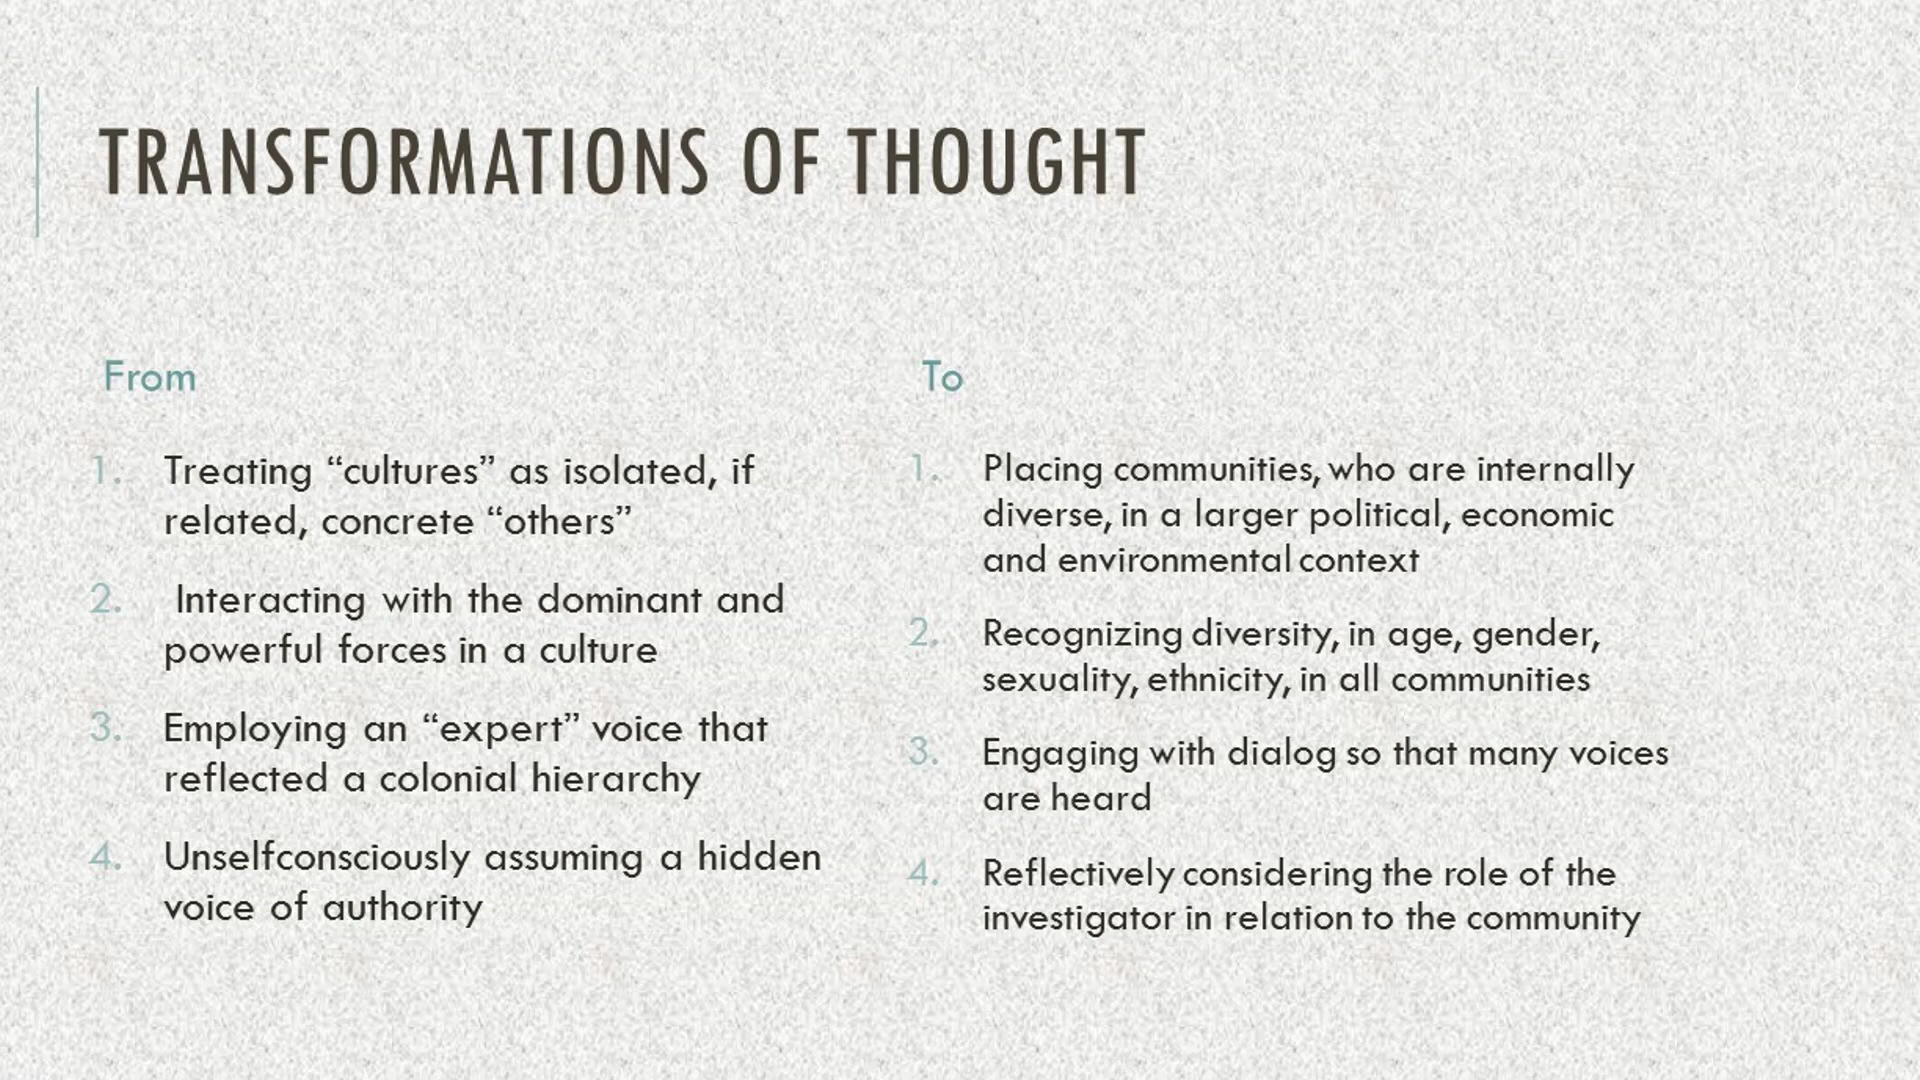 TRANSFORMATIONS OF THOUGHT
From
1. Treating “cultures” as isolated, if
related, concrete “others”
2. Interacting with the dominant and
powerful forces in a culture
3. Employing an “expert” voice that
reflected a colonial hierarchy
4. Unselfconsciously assuming a hidden
voice of authority
To
1. Placing communities, who are internally
diverse, in a larger political, economic
and environmental context
2. Recognizing diversity, in age, gender,
sexuality, ethnicity, in all communities
3. Engaging with dialog so that many voices
are heard
4. Reflectively considering the role of the
investigator in relation to the community